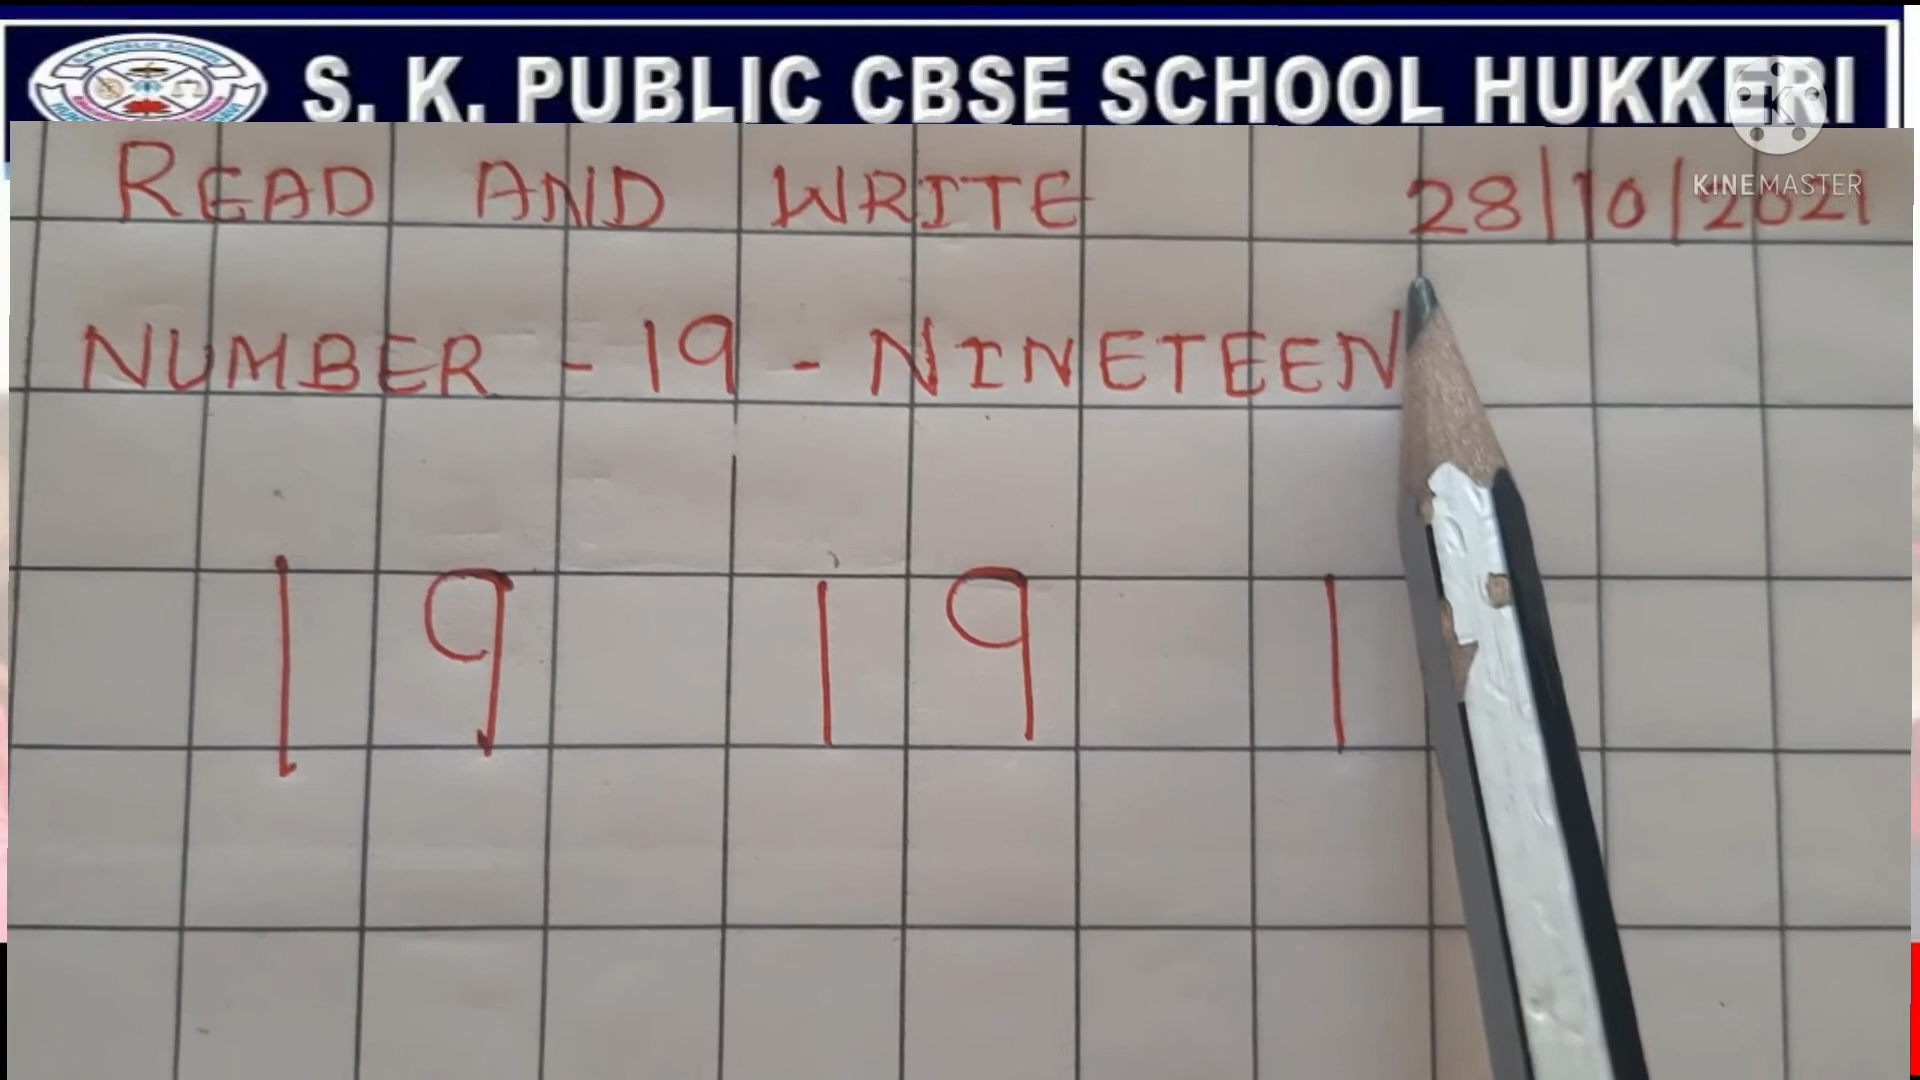 S. K. PUBLIC CBSE SCHOOL HUKKERI
KINEMASTER
READ AND WRITE 28/10/2021
NUMBER - 19 - NINETEEN
19 19 1